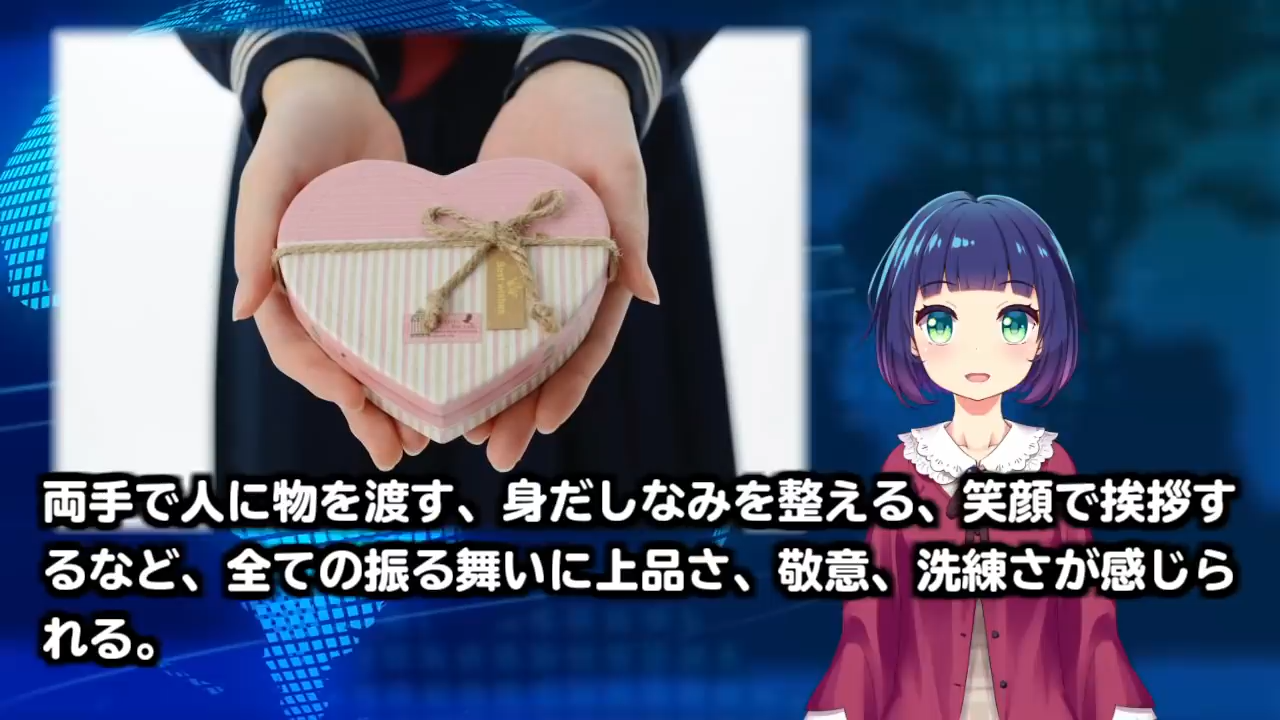 両手で人に物を渡す、身だしなみを整える、笑顔で挨拶す
るなど、全ての振る舞いに上品さ、敬意、洗練さが感じら
れる。